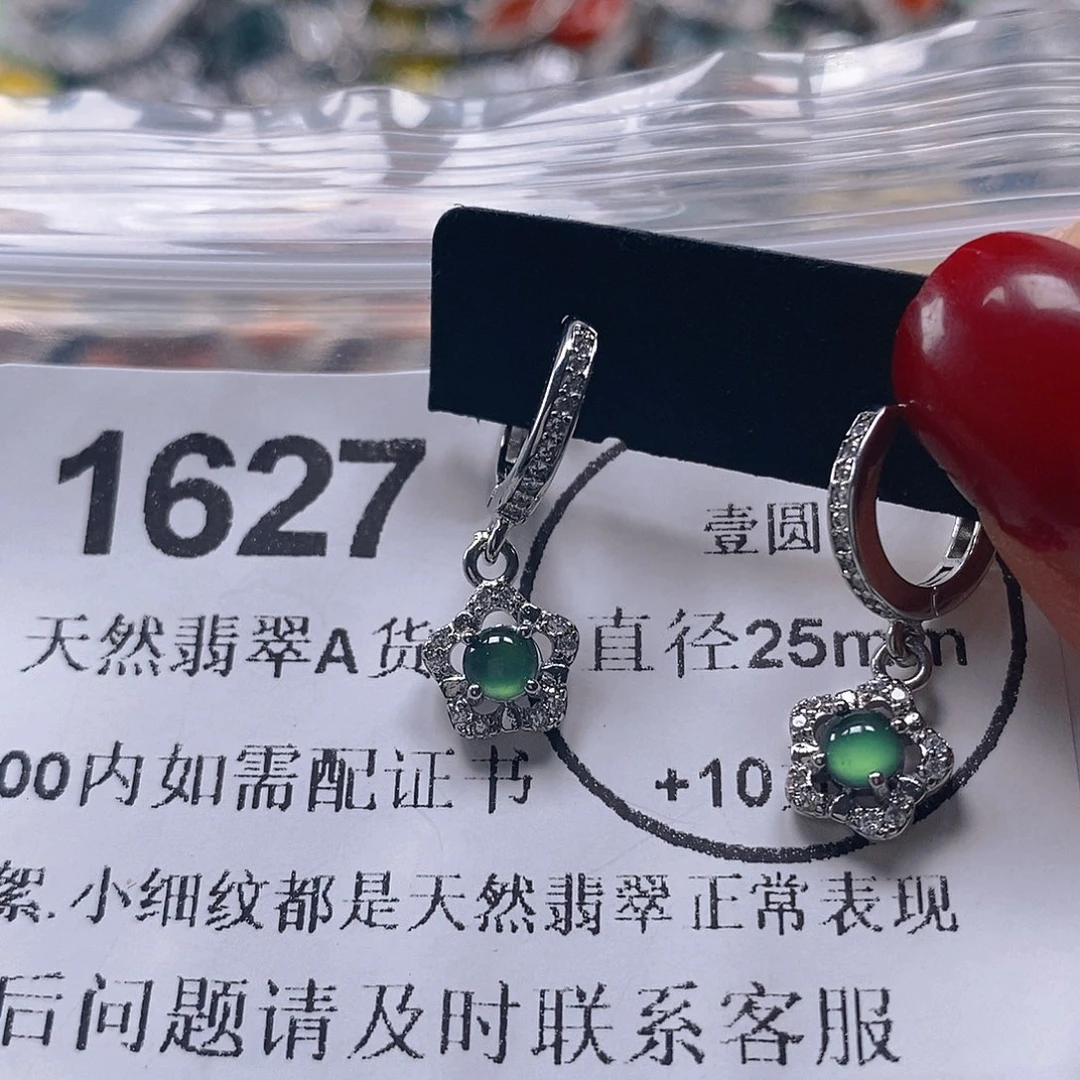 1627
壹圆
天然翡翠A货 直径25mm
00内如需配证书 +10
絮.小细纹都是天然翡翠正常表现
后问题请及时联系客服